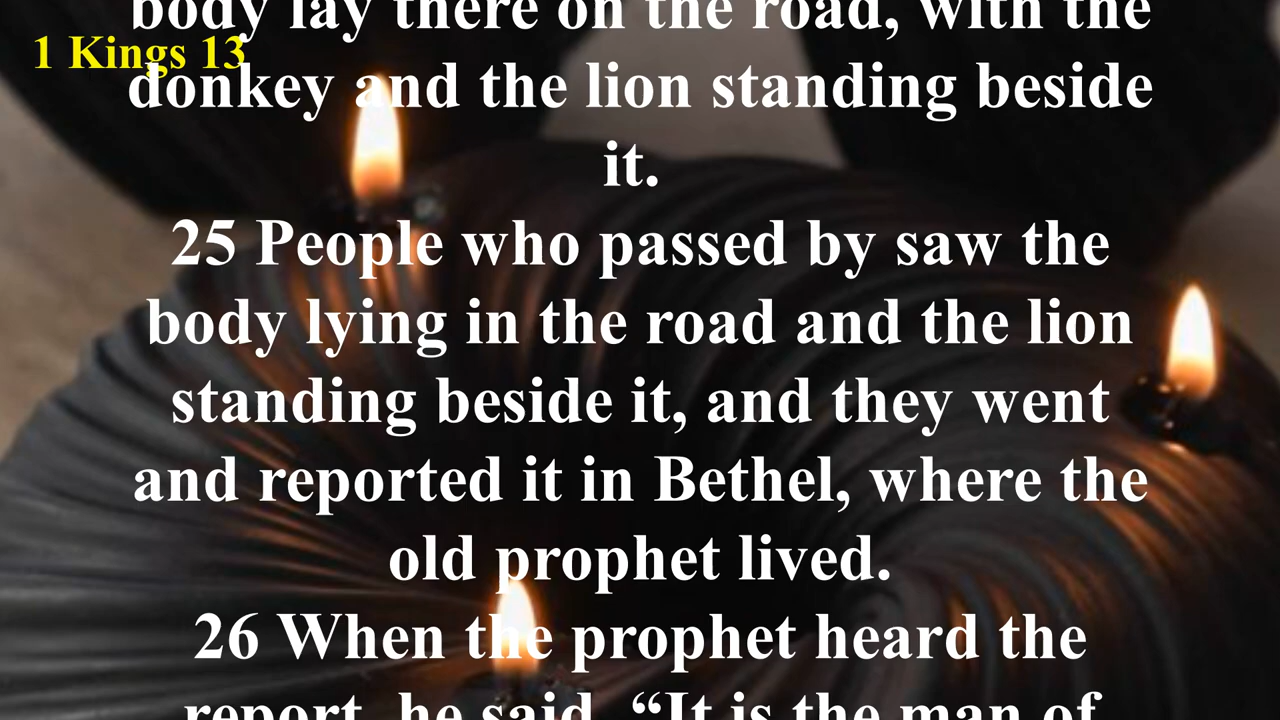 body lay there on the road, with the
1 Kings 13
donkey and the lion standing beside
it.
25 People who passed by saw the
body lying in the road and the lion
standing beside it, and they went
and reported it in Bethel, where the
old prophet lived.
26 When the prophet heard the
report, he said, “It is the man of